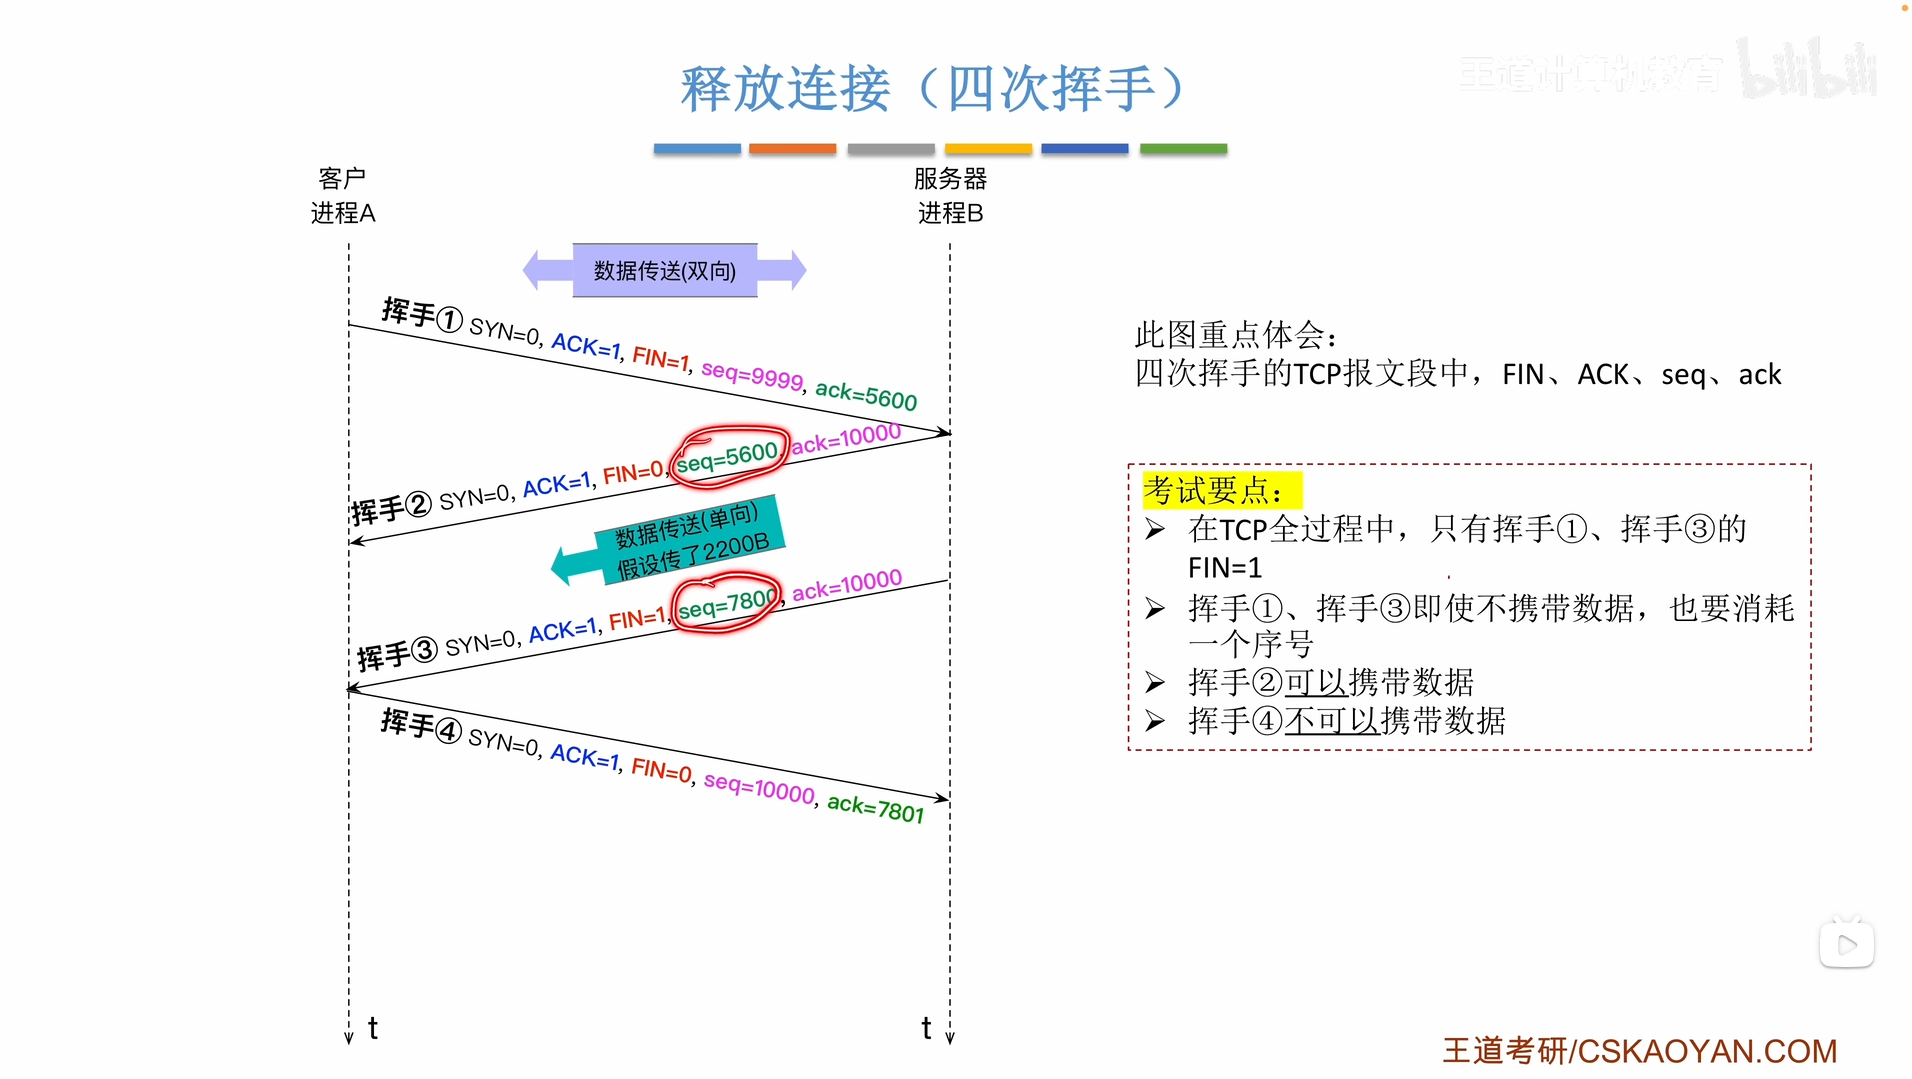 释放连接（四次挥手）
王道计算机教育 bilibili
客户
进程A
服务器
进程B
数据传送(双向)
挥手① SYN=0, ACK=1, FIN=1, seq=9999, ack=5600
挥手② SYN=0, ACK=1, FIN=0, seq=5600, ack=10000
数据传送(单向)
假设传了2200B
挥手③ SYN=0, ACK=1, FIN=1, seq=7800, ack=10000
挥手④ SYN=0, ACK=1, FIN=0, seq=10000, ack=7801
t
t
此图重点体会：
四次挥手的TCP报文段中，FIN、ACK、seq、ack
考试要点：
➢ 在TCP全过程中，只有挥手①、挥手③的
FIN=1
➢ 挥手①、挥手③即使不携带数据，也要消耗
一个序号
➢ 挥手②可以携带数据
➢ 挥手④不可以携带数据
王道考研/CSKAOYAN.COM